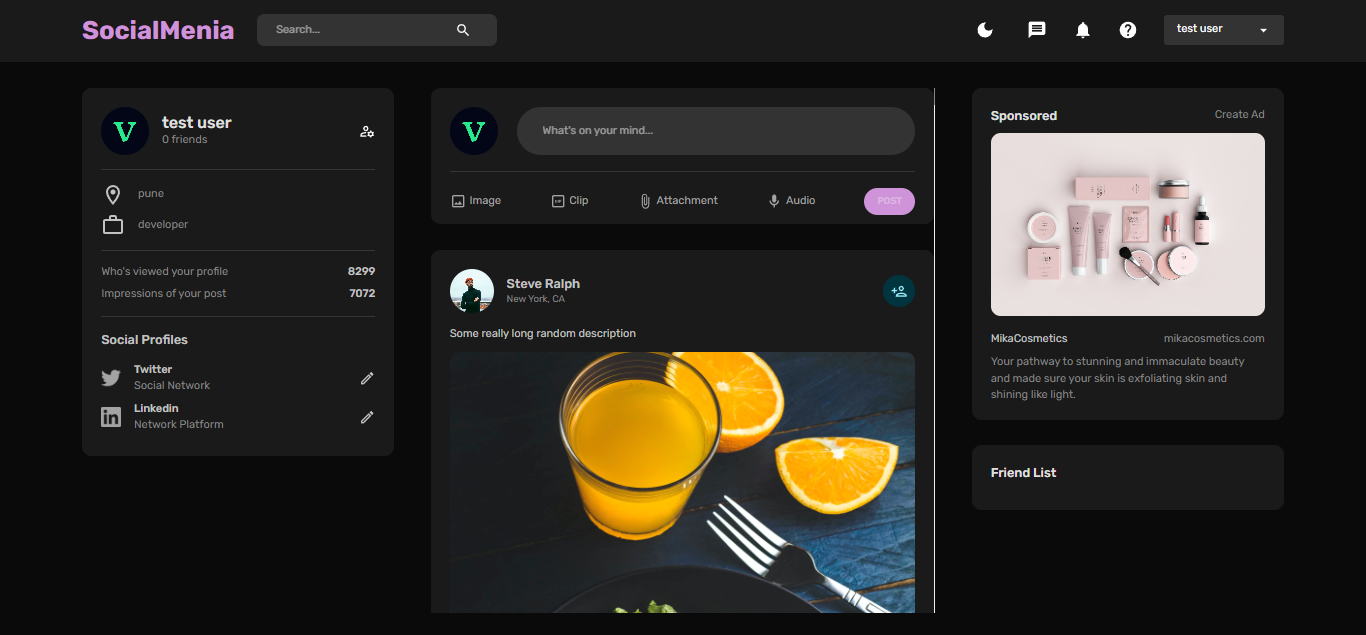 SocialMenia
Search...
test user
test user
0 friends
pune
developer
Who's viewed your profile 8299
Impressions of your post 7072
Social Profiles
Twitter
Social Network
Linkedin
Network Platform
What's on your mind...
Image Clip Attachment Audio POST
Steve Ralph
New York, CA
Some really long random description
Sponsored Create Ad
MikaCosmetics mikacosmetics.com
Your pathway to stunning and immaculate beauty
and made sure your skin is exfoliating skin and
shining like light.
Friend List